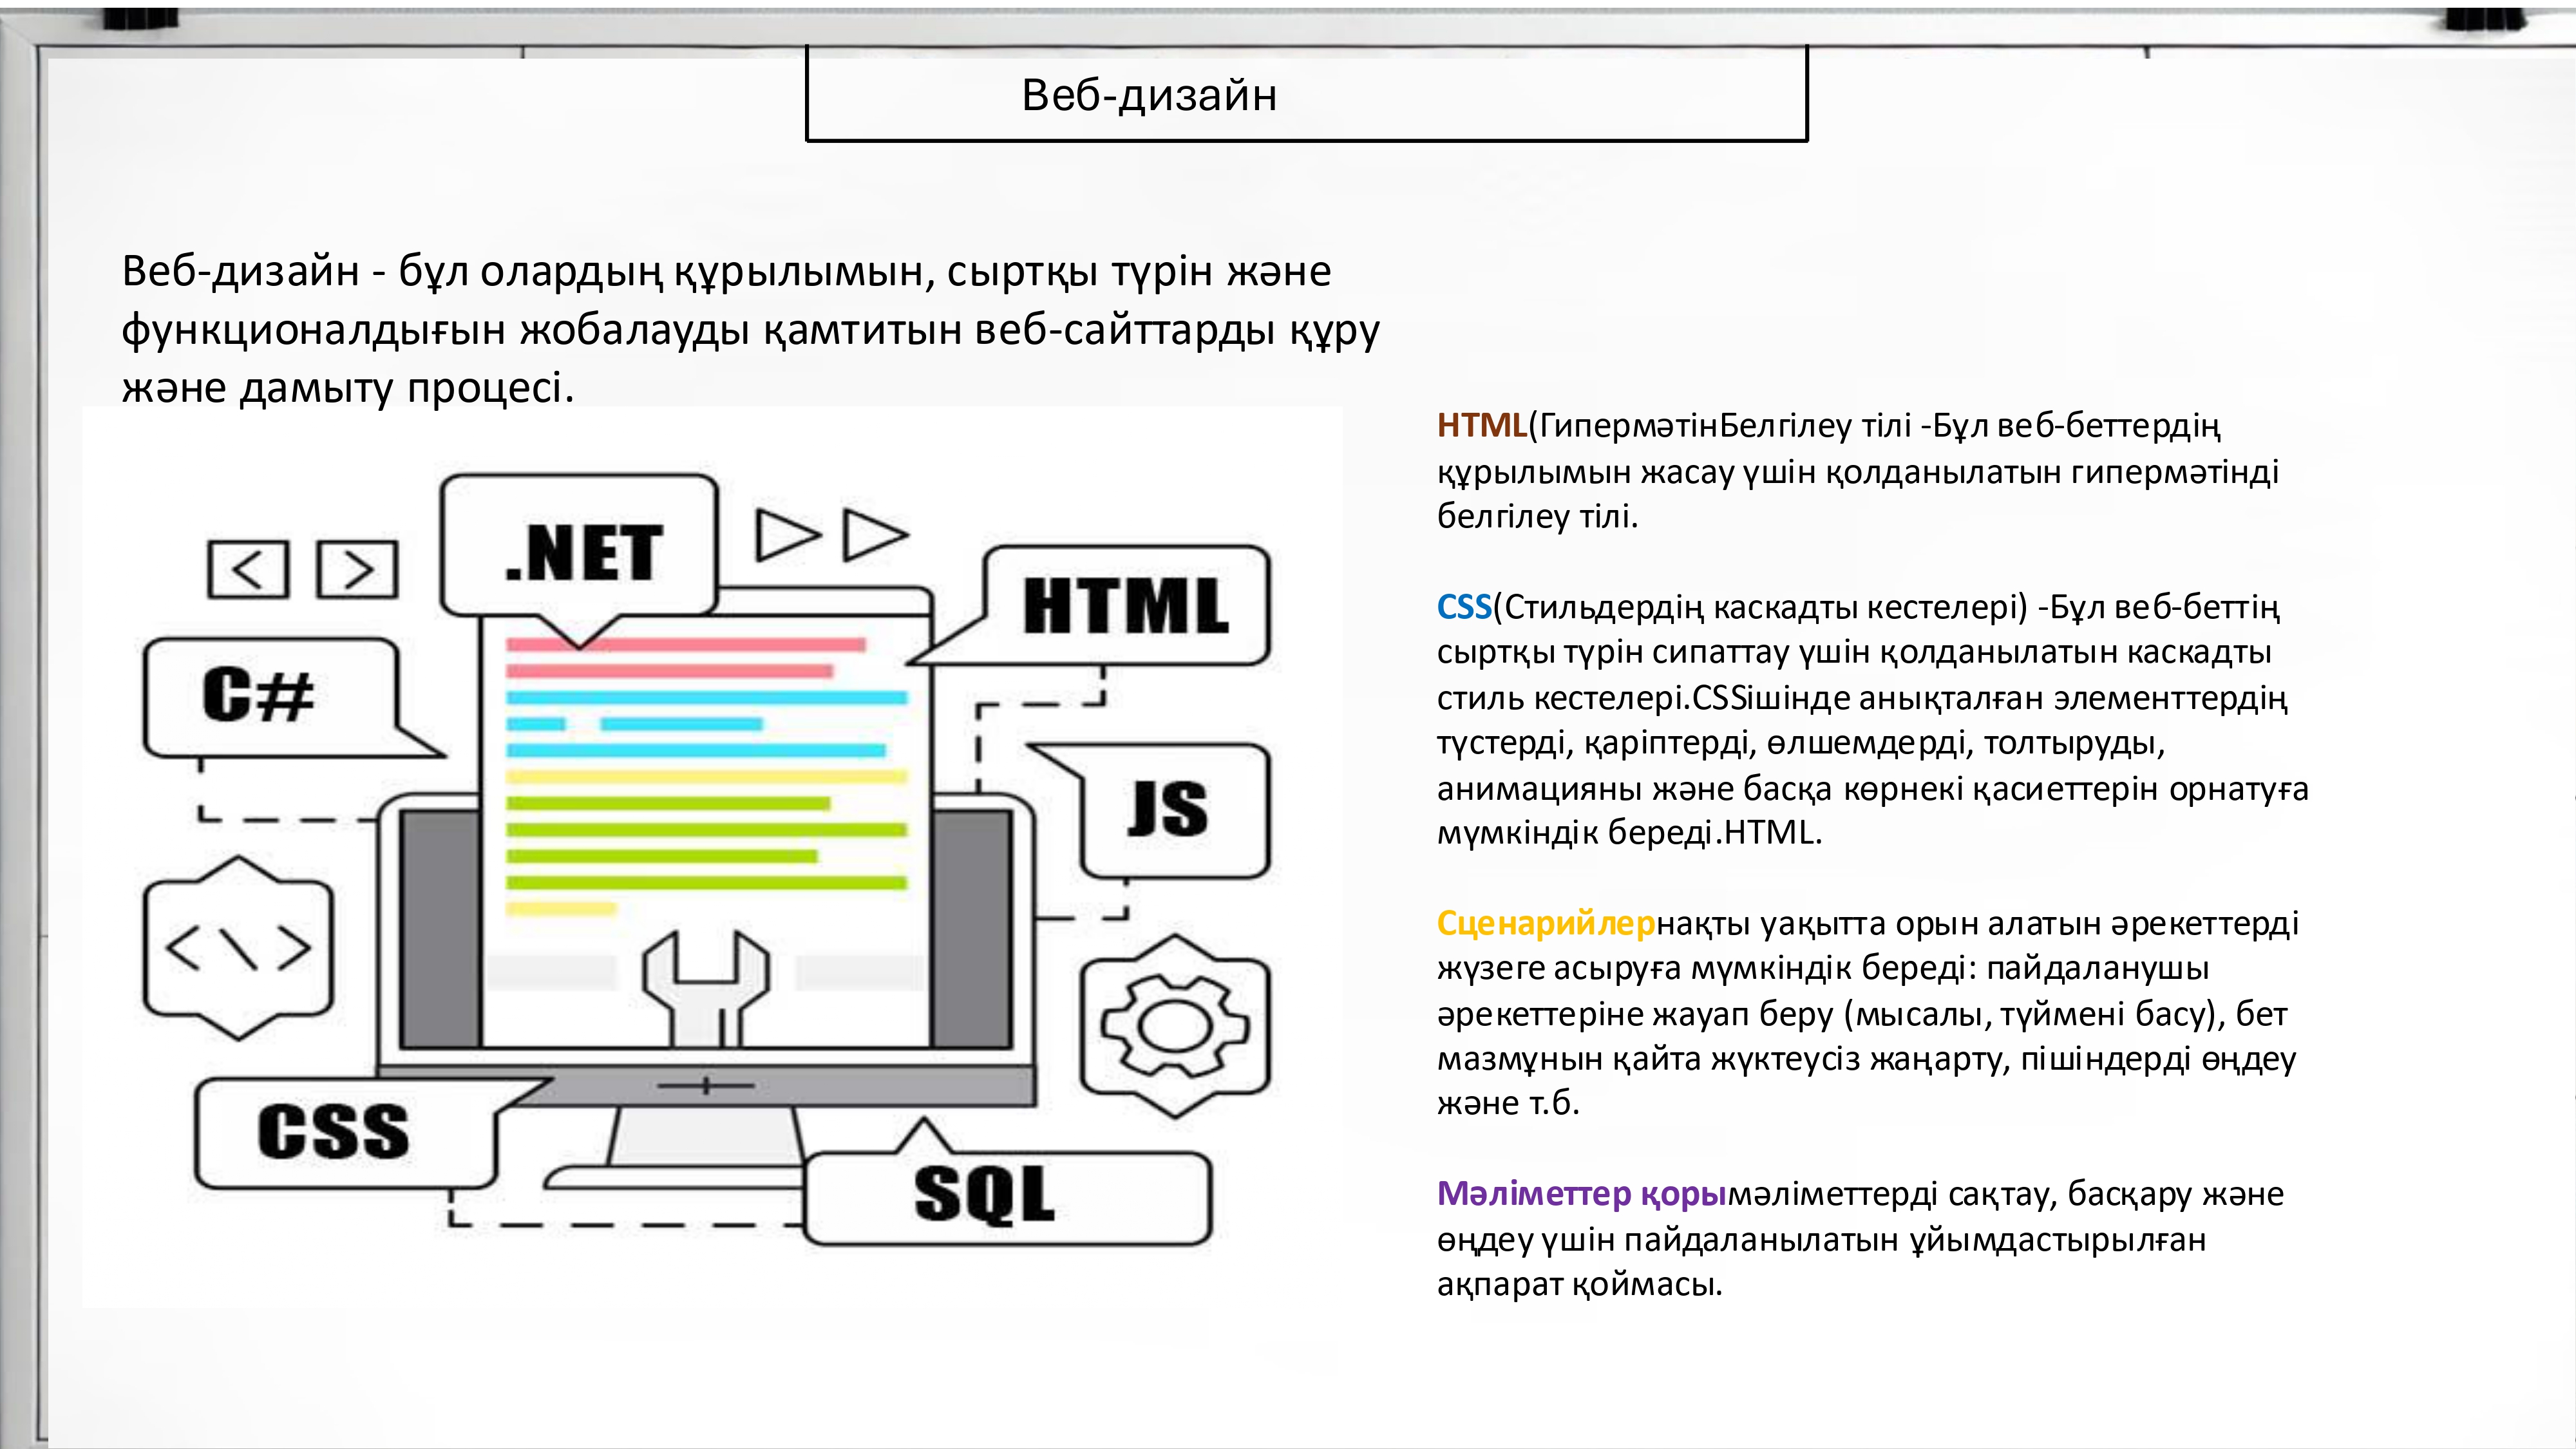 Веб-дизайн
Веб-дизайн - бұл олардың құрылымын, сыртқы түрін және
функционалдығын жобалауды қамтитын веб-сайттарды құру
және дамыту процесі.
.NET
HTML
C#
JS
< >
< \ >
CSS
SQL
HTML(ГипермәтінБелгілеу тілі -Бұл веб-беттердің
құрылымын жасау үшін қолданылатын гипермәтінді
белгілеу тілі.
CSS(Стильдердің каскадты кестелері) -Бұл веб-беттің
сыртқы түрін сипаттау үшін қолданылатын каскадты
стиль кестелері.CSSішінде анықталған элементтердің
түстерді, қаріптерді, өлшемдерді, толтыруды,
анимацияны және басқа көрнекі қасиеттерін орнатуға
мүмкіндік береді.HTML.
Сценарийлернақты уақытта орын алатын әрекеттерді
жүзеге асыруға мүмкіндік береді: пайдаланушы
әрекеттеріне жауап беру (мысалы, түймені басу), бет
мазмұнын қайта жүктеусіз жаңарту, пішіндерді өңдеу
және т.б.
Мәліметтер қорымәліметтерді сақтау, басқару және
өңдеу үшін пайдаланылатын ұйымдастырылған
ақпарат қоймасы.